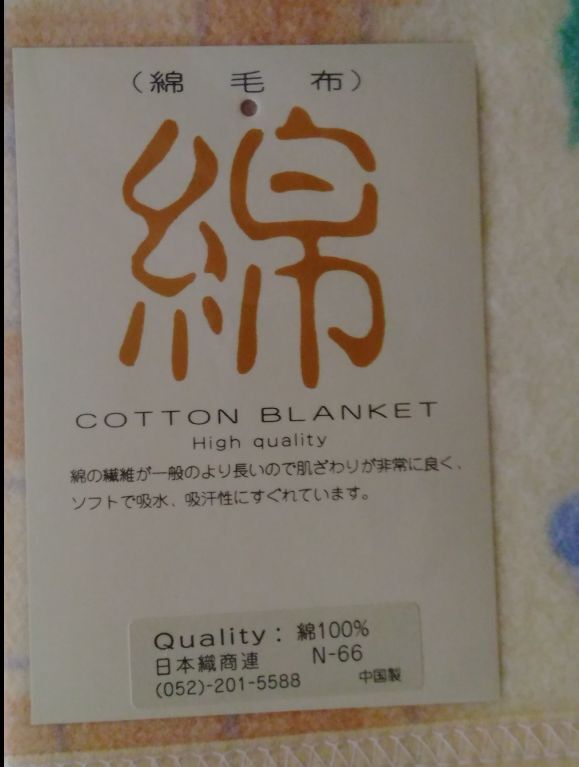 （綿 毛 布）
綿
COTTON BLANKET
High quality
綿の繊維が一般のより長いので肌ざわりが非常に良く、
ソフトで吸水、吸汗性にすぐれています。
Quality： 綿100%
日本織商連 N-66
(052)-201-5588 中国製